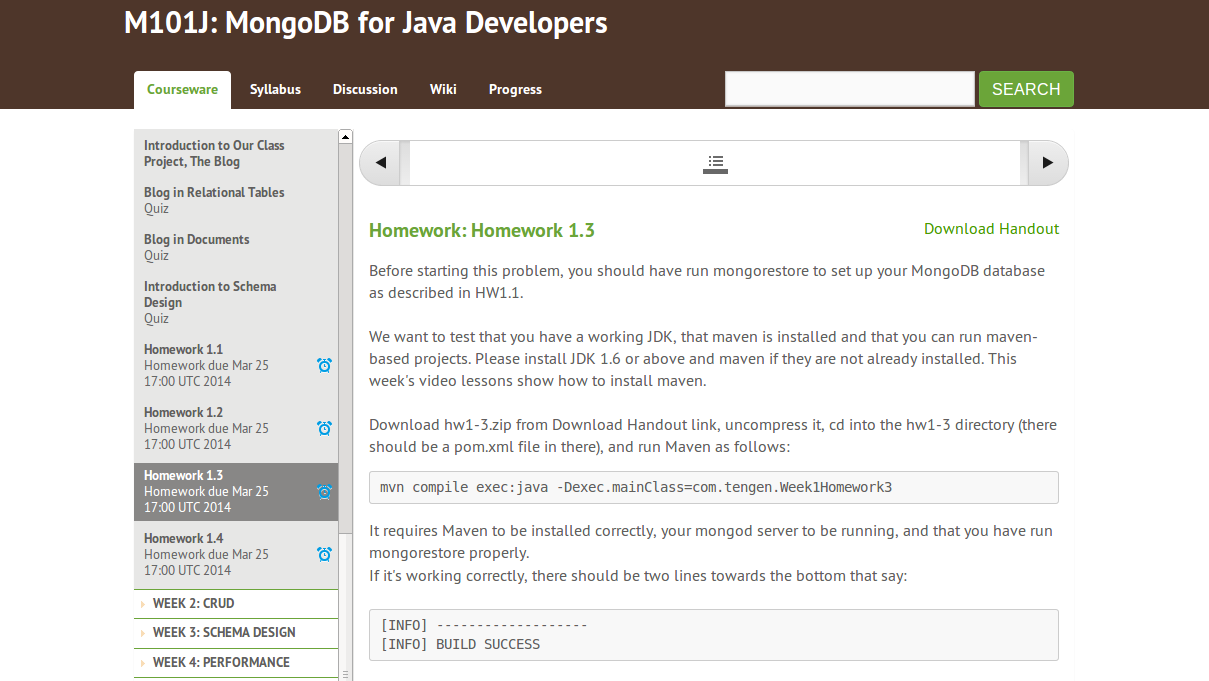 M101J: MongoDB for Java Developers
Courseware
Syllabus
Discussion
Wiki
Progress
SEARCH
Introduction to Our Class
Project, The Blog
Blog in Relational Tables
Quiz
Blog in Documents
Quiz
Introduction to Schema
Design
Quiz
Homework 1.1
Homework due Mar 25
17:00 UTC 2014
Homework 1.2
Homework due Mar 25
17:00 UTC 2014
Homework 1.3
Homework due Mar 25
17:00 UTC 2014
Homework 1.4
Homework due Mar 25
17:00 UTC 2014
WEEK 2: CRUD
WEEK 3: SCHEMA DESIGN
WEEK 4: PERFORMANCE
Homework: Homework 1.3
Download Handout
Before starting this problem, you should have run mongorestore to set up your MongoDB database
as described in HW1.1.
We want to test that you have a working JDK, that maven is installed and that you can run maven-
based projects. Please install JDK 1.6 or above and maven if they are not already installed. This
week's video lessons show how to install maven.
Download hw1-3.zip from Download Handout link, uncompress it, cd into the hw1-3 directory (there
should be a pom.xml file in there), and run Maven as follows:
mvn compile exec:java -Dexec.mainClass=com.tengen.Week1Homework3
It requires Maven to be installed correctly, your mongod server to be running, and that you have run
mongorestore properly.
If it's working correctly, there should be two lines towards the bottom that say:
[INFO] -------------------
[INFO] BUILD SUCCESS